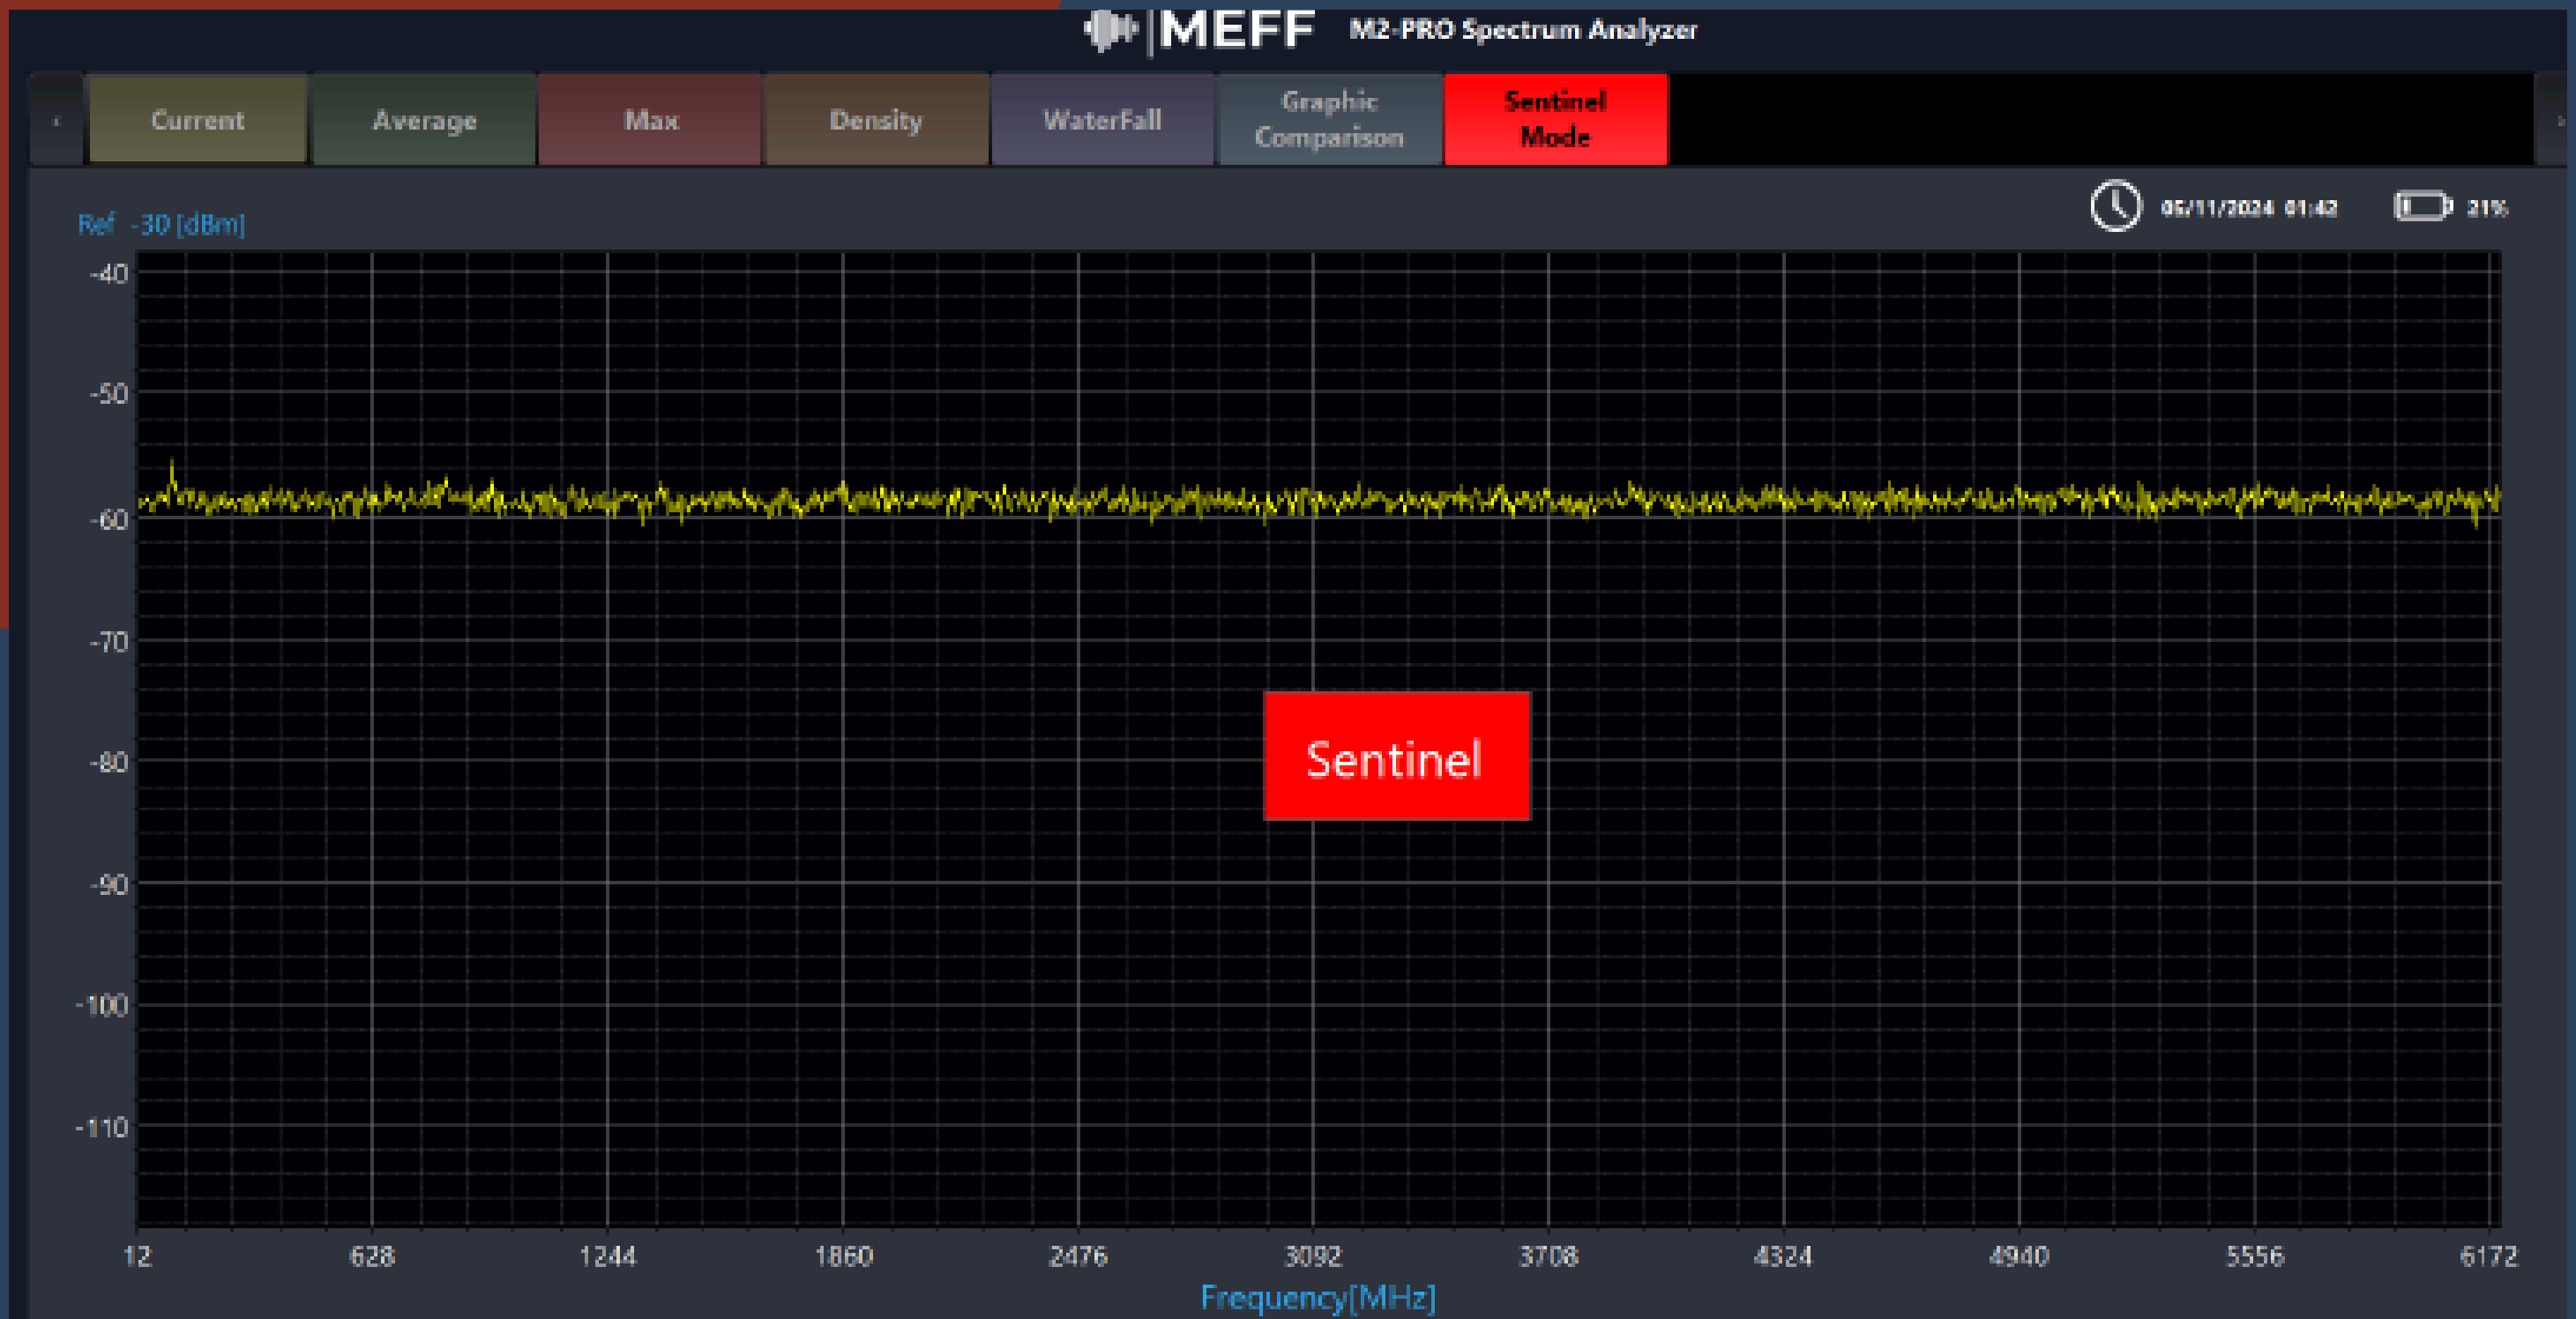 MEFF M2-PRO Spectrum Analyzer
Current
Average
Max
Density
WaterFall
Graphic
Comparison
Sentinel
Mode
Ref -30 [dBm]
05/11/2024 01:42
21%
-40
-50
-60
-70
-80
-90
-100
-110
Sentinel
12 628 1244 1860 2476 3092 3708 4324 4940 5556 6172
Frequency[MHz]